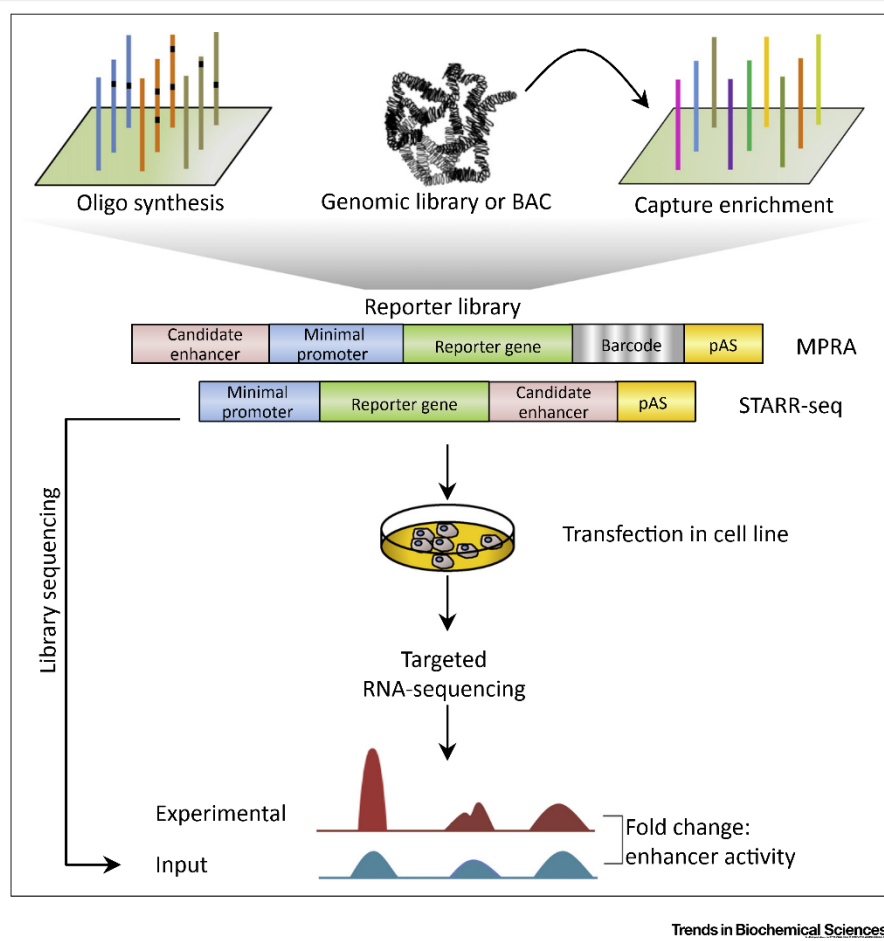 Oligo synthesis
Genomic library or BAC
Capture enrichment
Reporter library
Candidate
enhancer
Minimal
promoter
Reporter gene
Barcode
pAS
MPRA
Minimal
promoter
Reporter gene
Candidate
enhancer
pAS
STARR-seq
Library sequencing
Transfection in cell line
Targeted
RNA-sequencing
Experimental
Input
Fold change:
enhancer activity
Trends in Biochemical Sciences